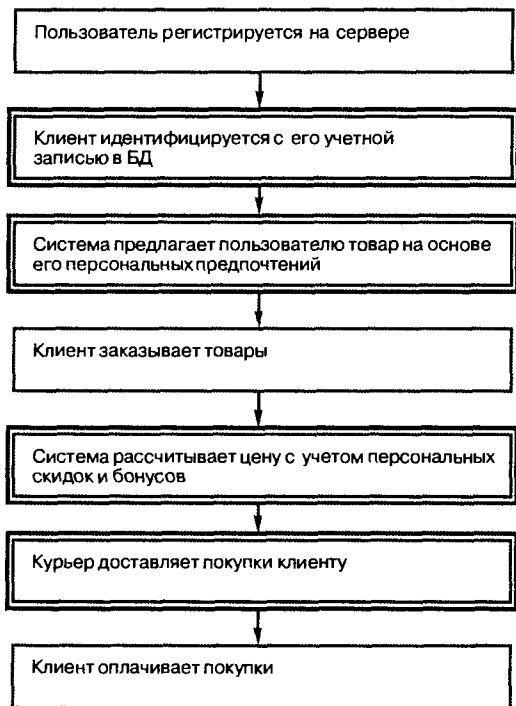 Пользователь регистрируется на сервере
Клиент идентифицируется с его учетной
записью в БД
Система предлагает пользователю товар на основе
его персональных предпочтений
Клиент заказывает товары
Система рассчитывает цену с учетом персональных
скидок и бонусов
Курьер доставляет покупки клиенту
Клиент оплачивает покупки